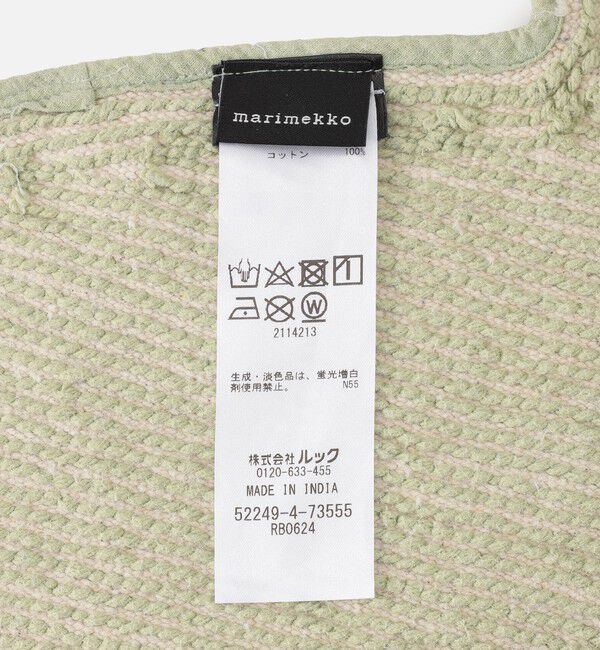 marimekko
コットン 100%
W
2114213
生成・淡色品は、蛍光増白
剤使用禁止。 N55
株式会社ルック
0120-633-455
MADE IN INDIA
52249-4-73555
RB0624